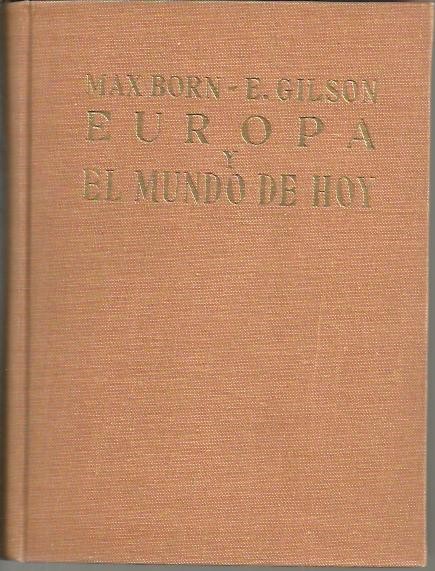 MAX BORN - E. GILSON
EUROPA
Y
EL MUNDO DE HOY